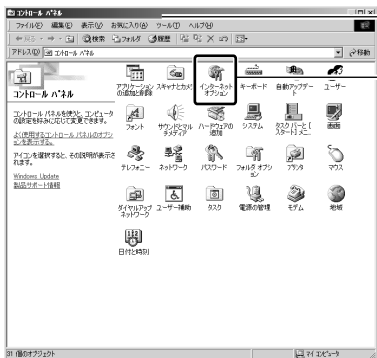 コントロール パネル
ファイル(F) 編集(E) 表示(V) お気に入り(A) ツール(T) ヘルプ(H)
戻る 検索 フォルダ 履歴
アドレス(D) コントロール パネル 移動
コントロール パネル
コントロール パネルを使うと、コンピュータの設定を好みに応じて変更できます。
よく使用するコントロール パネルのオプションを表示する。
アイコンを選択すると、その説明が表示されます。
Windows Update
製品サポート情報
アプリケーションの追加と削除 スキャナとカメラ インターネット オプション キーボード 自動アップデート ユーザー
フォント サウンドとマルチメディア ハードウェアの追加 システム タスク バーと [スタート] メニ... 画面
テレフォニー ネットワーク パスワード フォルダ オプション プリンタ マウス
ダイヤルアップ ネットワーク ユーザー補助 タスク 電源の管理 モデム 地域
日付と時刻
31 個のオブジェクト マイ コンピュータ